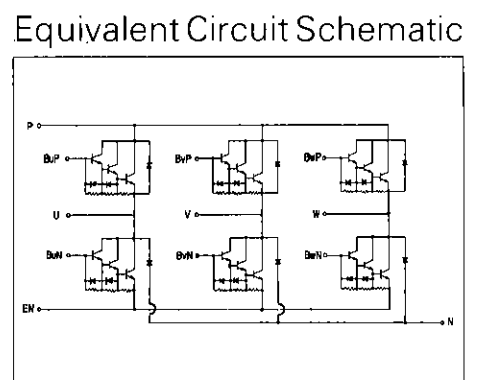 Equivalent Circuit Schematic
P
BuP BvP BwP
U V W
BuN BvN BwN
EN
N